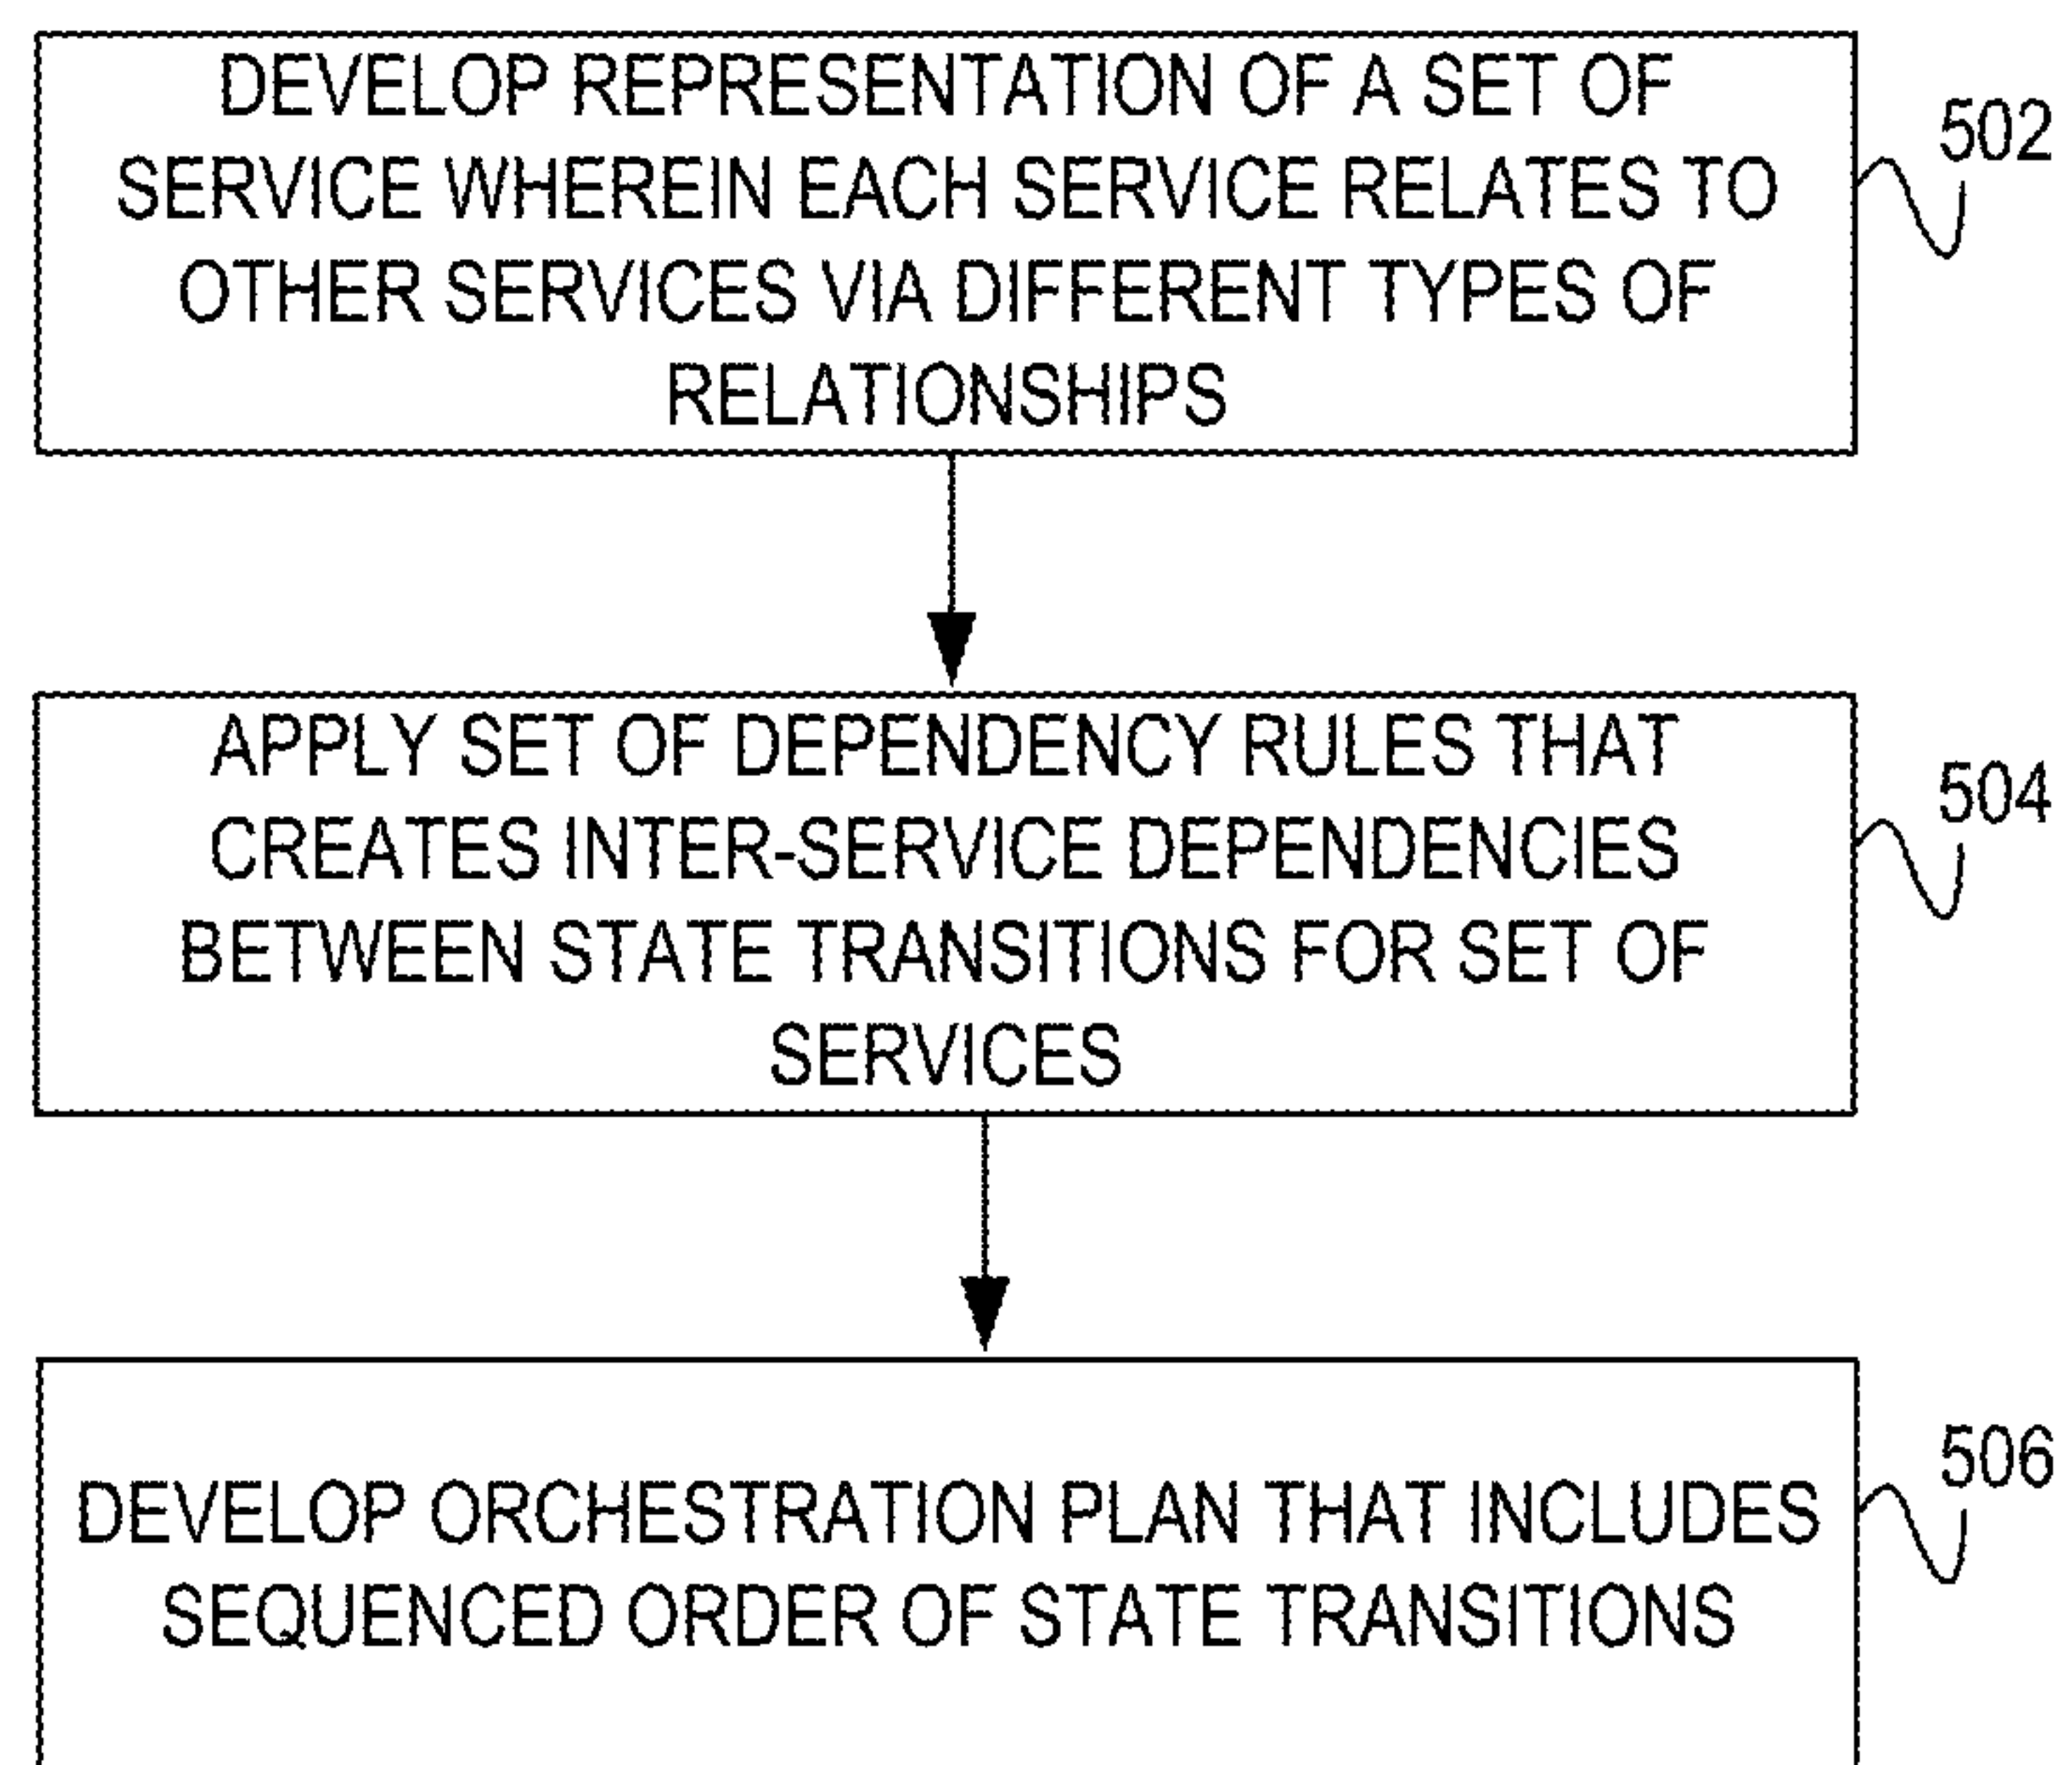 DEVELOP REPRESENTATION OF A SET OF
SERVICE WHEREIN EACH SERVICE RELATES TO
OTHER SERVICES VIA DIFFERENT TYPES OF
RELATIONSHIPS
502
APPLY SET OF DEPENDENCY RULES THAT
CREATES INTER-SERVICE DEPENDENCIES
BETWEEN STATE TRANSITIONS FOR SET OF
SERVICES
504
DEVELOP ORCHESTRATION PLAN THAT INCLUDES
SEQUENCED ORDER OF STATE TRANSITIONS
506